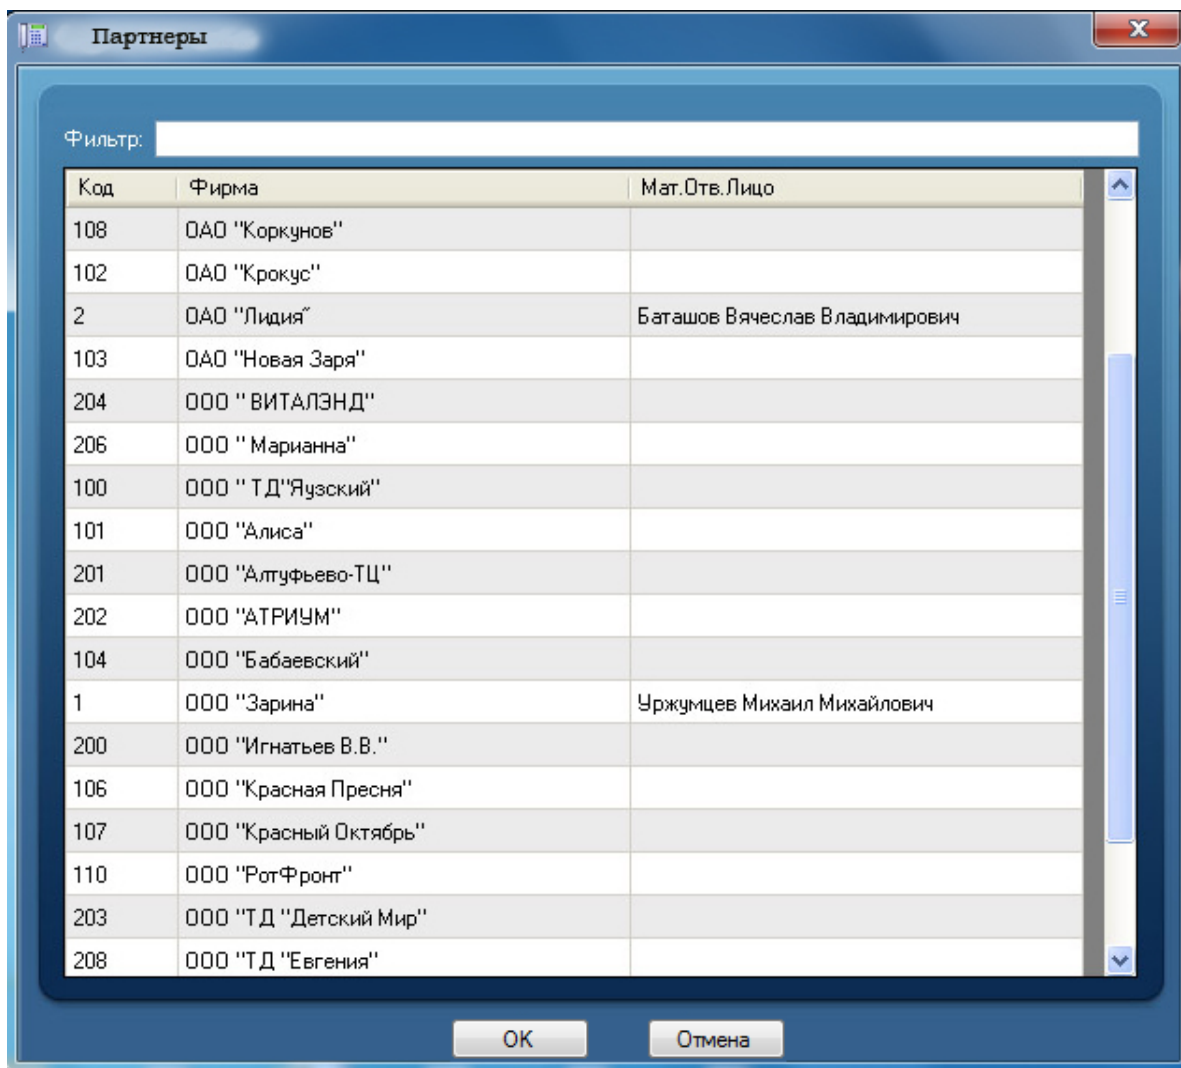 Партнеры
Фильтр:
Код Фирма Мат.Отв.Лицо
108 ОАО "Коркунов"
102 ОАО "Крокус"
2 ОАО "Лидия" Баташов Вячеслав Владимирович
103 ОАО "Новая Заря"
204 ООО " ВИТАЛЭНД"
206 ООО " Марианна"
100 ООО " ТД"Яузский"
101 ООО "Алиса"
201 ООО "Алтуфьево-ТЦ"
202 ООО "АТРИУМ"
104 ООО "Бабаевский"
1 ООО "Зарина" Уржумцев Михаил Михайлович
200 ООО "Игнатьев В.В."
106 ООО "Красная Пресня"
107 ООО "Красный Октябрь"
110 ООО "РотФронт"
203 ООО "ТД "Детский Мир"
208 ООО "ТД "Евгения"
OK Отмена